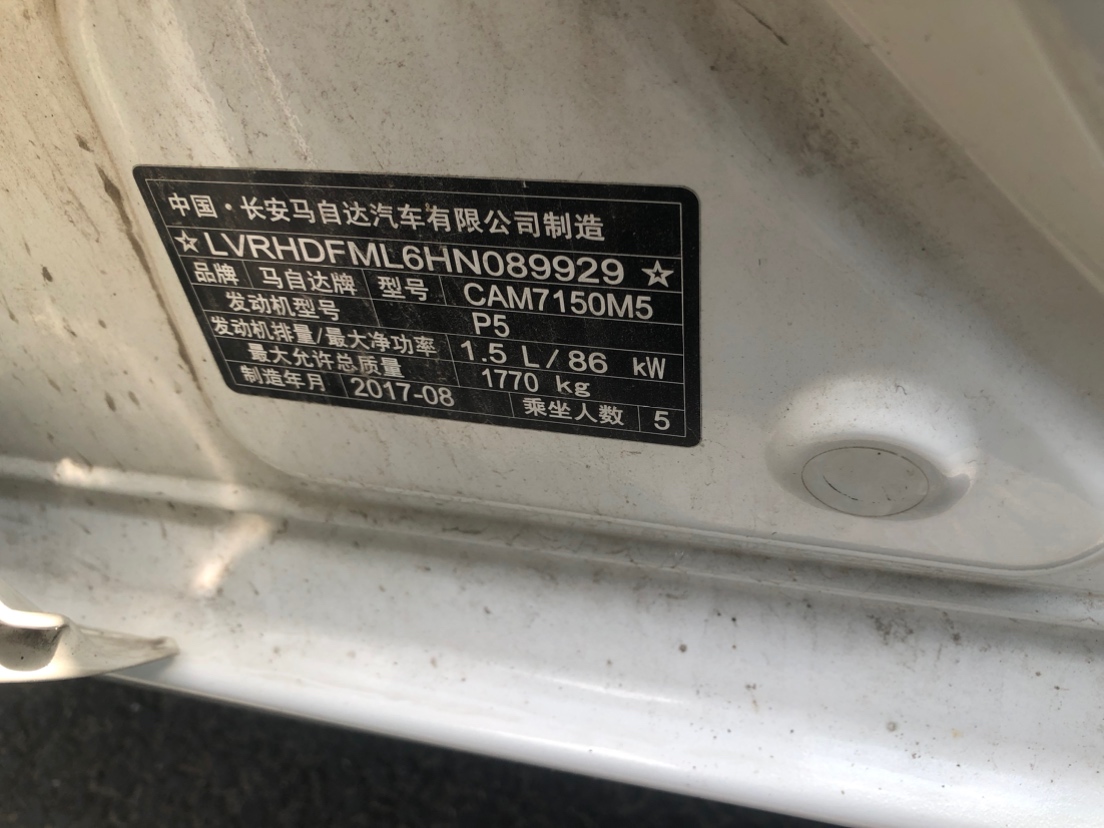 中国·长安马自达汽车有限公司制造
☆LVRHDFML6HN089929☆
品牌 马自达牌 型号 CAM7150M5
发动机型号 P5
发动机排量/最大净功率 1.5 L/86 kW
最大允许总质量 1770 kg
制造年月 2017-08 乘坐人数 5